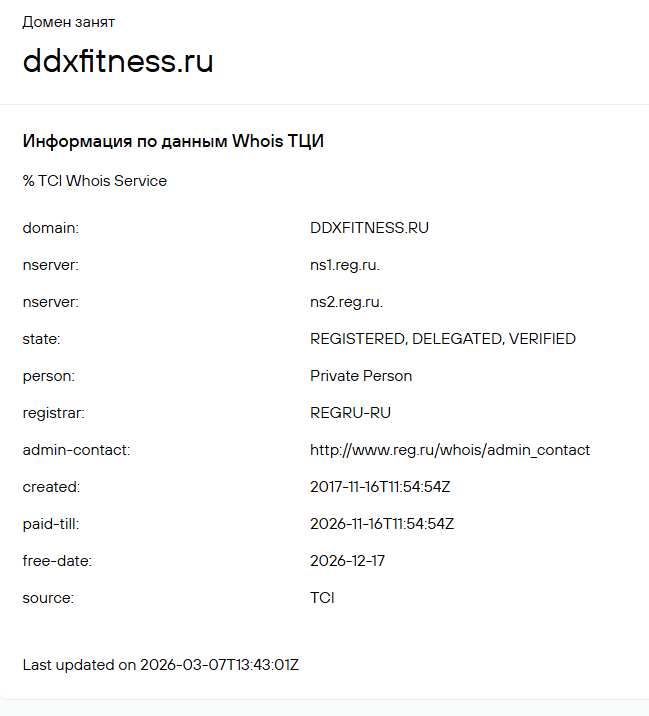 Домен занят
ddxfitness.ru
Информация по данным Whois ТЦИ
% TCI Whois Service
domain: DDXFITNESS.RU
nserver: ns1.reg.ru.
nserver: ns2.reg.ru.
state: REGISTERED, DELEGATED, VERIFIED
person: Private Person
registrar: REGRU-RU
admin-contact: http://www.reg.ru/whois/admin_contact
created: 2017-11-16T11:54:54Z
paid-till: 2026-11-16T11:54:54Z
free-date: 2026-12-17
source: TCI
Last updated on 2026-03-07T13:43:01Z